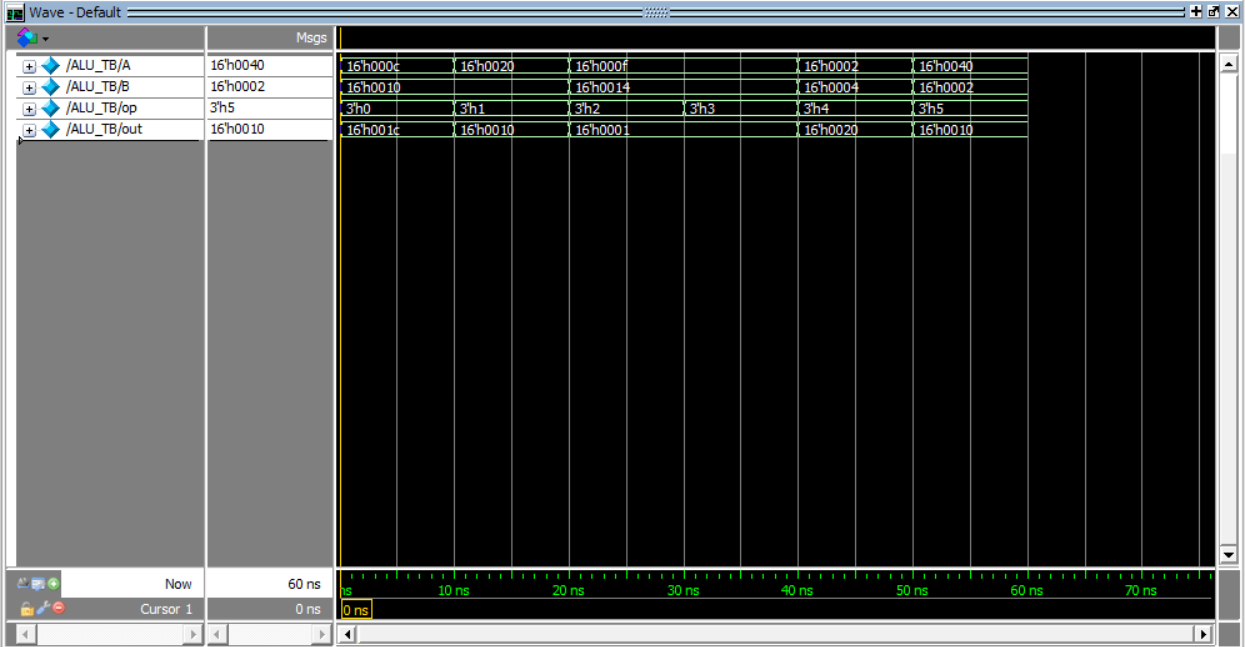 Wave - Default
Msgs
/ALU_TB/A 16'h0040 16'h000c 16'h0020 16'h000f 16'h0002 16'h0040
/ALU_TB/B 16'h0002 16'h0010 16'h0014 16'h0004 16'h0002
/ALU_TB/op 3'h5 3'h0 3'h1 3'h2 3'h3 3'h4 3'h5
/ALU_TB/out 16'h0010 16'h001c 16'h0010 16'h0001 16'h0020 16'h0010
Now 60 ns ns 10 ns 20 ns 30 ns 40 ns 50 ns 60 ns 70 ns
Cursor 1 0 ns 0 ns